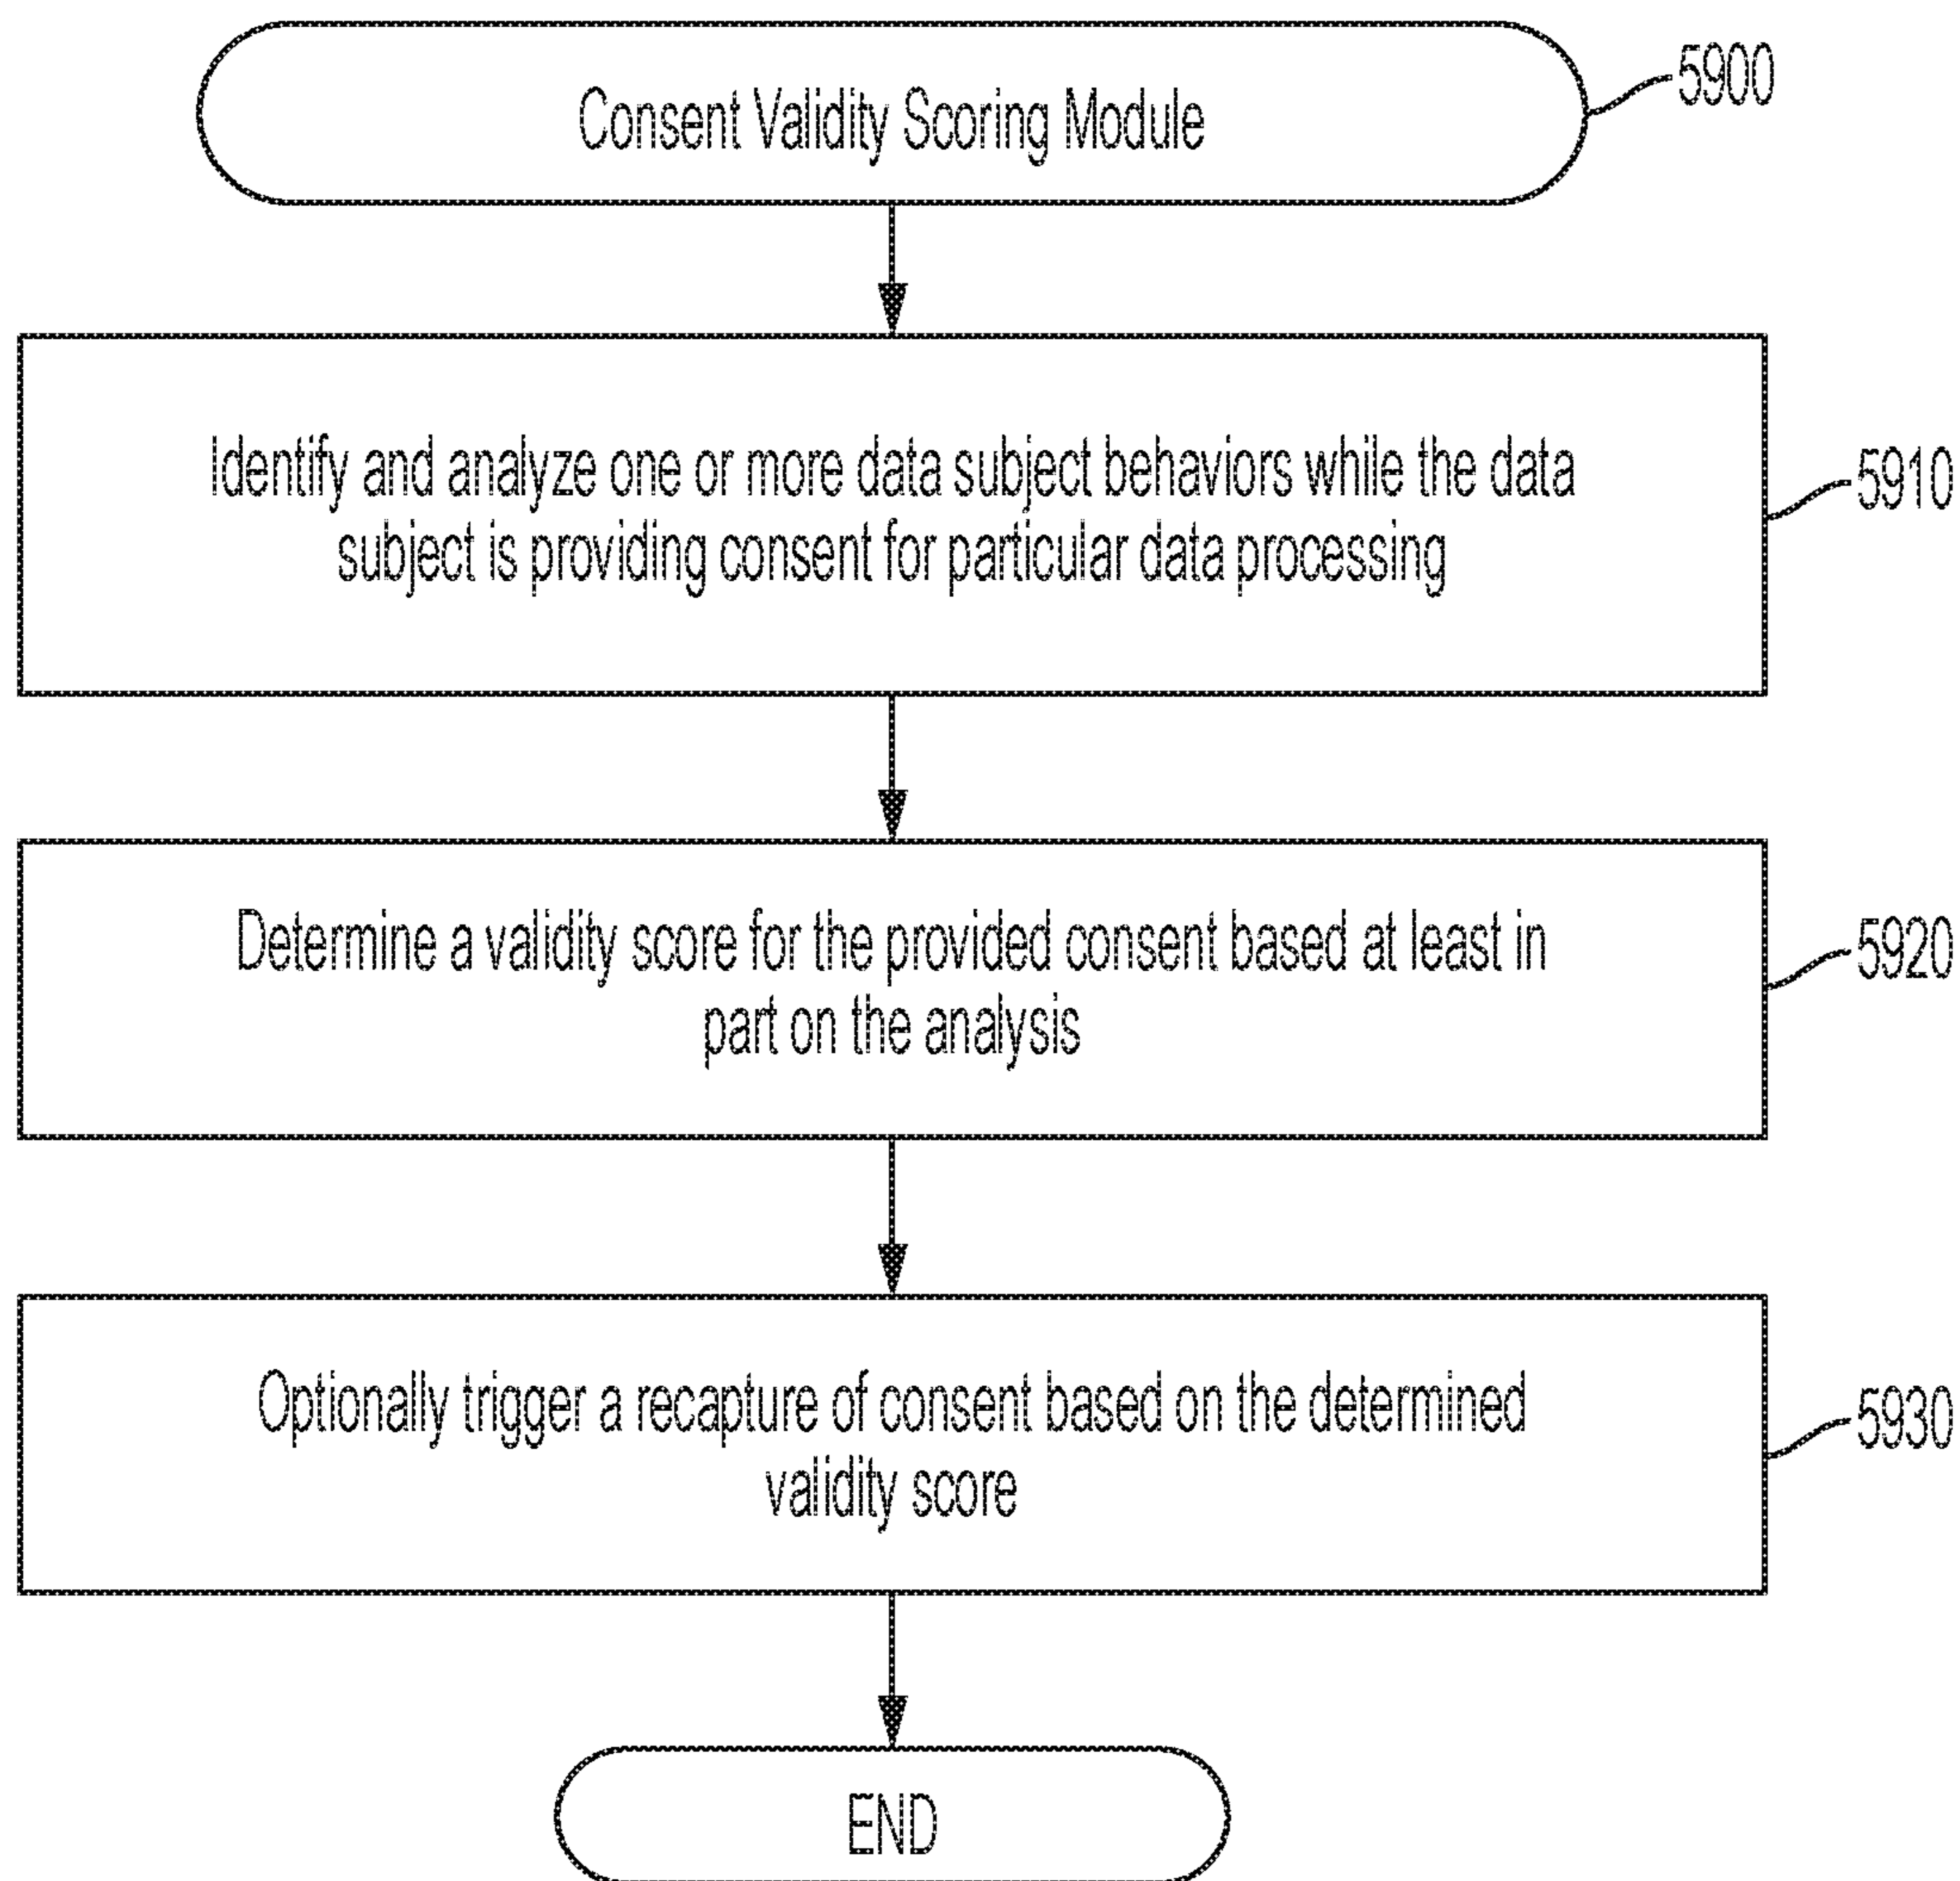 Consent Validity Scoring Module
5900
Identify and analyze one or more data subject behaviors while the data
subject is providing consent for particular data processing
5910
Determine a validity score for the provided consent based at least in
part on the analysis
5920
Optionally trigger a recapture of consent based on the determined
validity score
5930
END